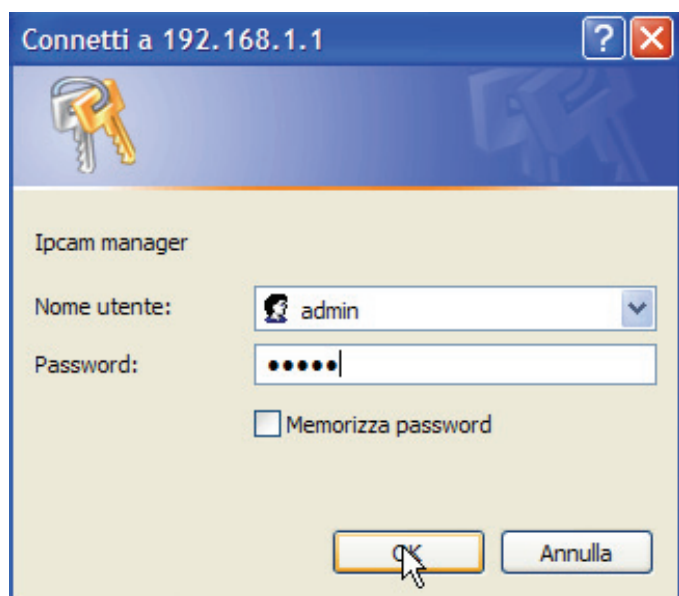 Connetti a 192.168.1.1
Ipcam manager
Nome utente: admin
Password: •••••
Memorizza password
OK Annulla